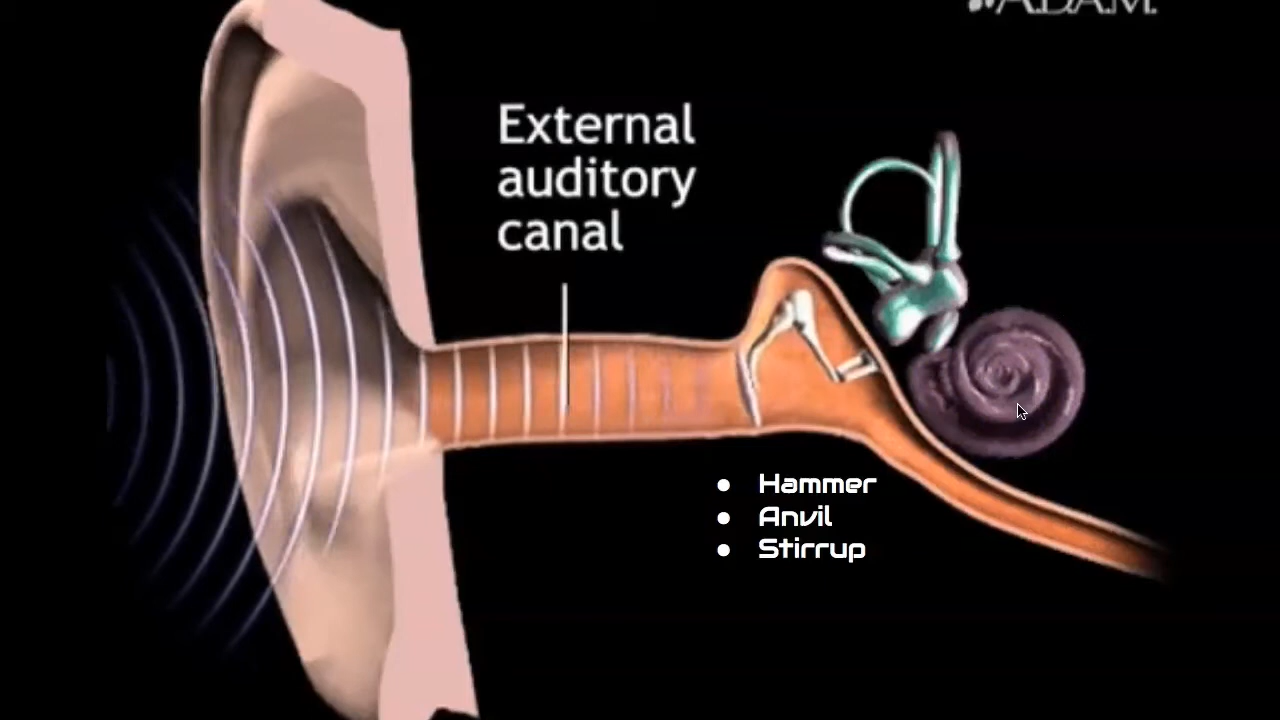 A.D.A.M.
External
auditory
canal
• Hammer
• Anvil
• Stirrup